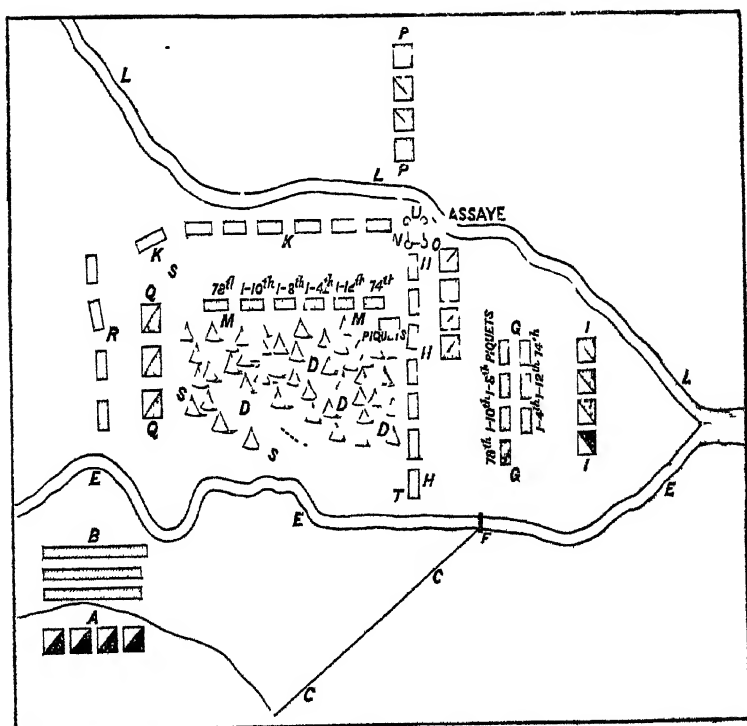 P
L
P
L
U
ASSAYE
K
N
O
K
H
S
78th 1-10th 1-8th 1-4th 1-12th 74th
Q
M
M
R
PIQUETS
H
G
I
D
PIQUETS
74th
1-8th
1-12th
1-10th
1-4th
78th
L
S
D
D
D
Q
S
G
I
E
H
T
E
E
B
F
C
A
C